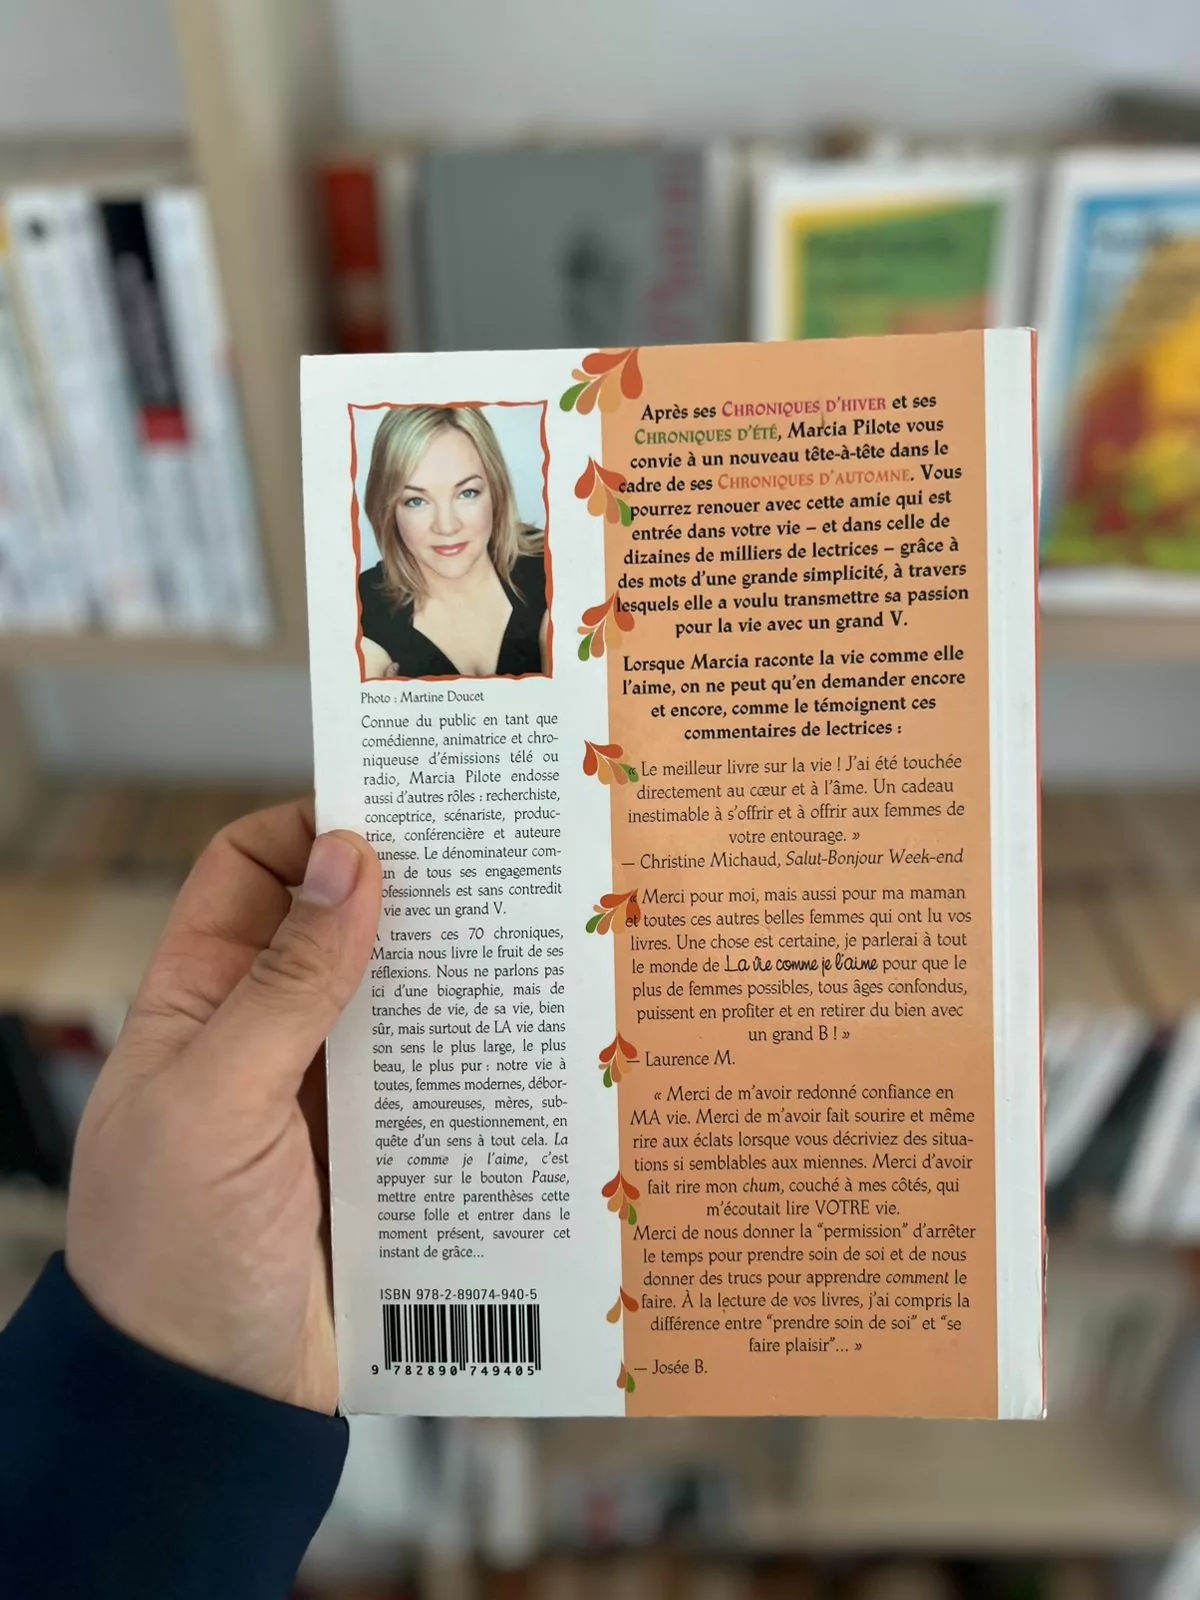 Photo : Martine Doucet
Connue du public en tant que
comédienne, animatrice et chro-
niqueuse d'émissions télé ou
radio, Marcia Pilote endosse
aussi d'autres rôles : recherchiste,
conceptrice, scénariste, produc-
trice, conférencière et auteure
unesse. Le dénominateur com-
un de tous ses engagements
ofessionnels est sans contredit
vie avec un grand V.
travers ces 70 chroniques,
Marcia nous livre le fruit de ses
réflexions. Nous ne parlons pas
ici d'une biographie, mais de
tranches de vie, de sa vie, bien
sûr, mais surtout de LA vie dans
son sens le plus large, le plus
beau, le plus pur : notre vie à
toutes, femmes modernes, débor-
dées, amoureuses, mères, sub-
mergées, en questionnement, en
quête d'un sens à tout cela. La
vie comme je l'aime, c'est
appuyer sur le bouton Pause,
mettre entre parenthèses cette
course folle et entrer dans le
moment présent, savourer cet
instant de grâce...
ISBN 978-2-89074-940-5
9 782890 749405
Après ses CHRONIQUES D'HIVER et ses
CHRONIQUES D'ÉTÉ, Marcia Pilote vous
convie à un nouveau tête-à-tête dans le
cadre de ses CHRONIQUES D'AUTOMNE. Vous
pourrez renouer avec cette amie qui est
entrée dans votre vie – et dans celle de
dizaines de milliers de lectrices – grâce à
des mots d'une grande simplicité, à travers
lesquels elle a voulu transmettre sa passion
pour la vie avec un grand V.
Lorsque Marcia raconte la vie comme elle
l'aime, on ne peut qu'en demander encore
et encore, comme le témoignent ces
commentaires de lectrices :
« Le meilleur livre sur la vie ! J'ai été touchée
directement au cœur et à l'âme. Un cadeau
inestimable à s'offrir et à offrir aux femmes de
votre entourage. »
— Christine Michaud, Salut-Bonjour Week-end
« Merci pour moi, mais aussi pour ma maman
et toutes ces autres belles femmes qui ont lu vos
livres. Une chose est certaine, je parlerai à tout
le monde de La vie comme je l'aime pour que le
plus de femmes possibles, tous âges confondus,
puissent en profiter et en retirer du bien avec
un grand B ! »
— Laurence M.
« Merci de m'avoir redonné confiance en
MA vie. Merci de m'avoir fait sourire et même
rire aux éclats lorsque vous décriviez des situa-
tions si semblables aux miennes. Merci d'avoir
fait rire mon chum, couché à mes côtés, qui
m'écoutait lire VOTRE vie.
Merci de nous donner la "permission" d'arrêter
le temps pour prendre soin de soi et de nous
donner des trucs pour apprendre comment le
faire. À la lecture de vos livres, j'ai compris la
différence entre "prendre soin de soi" et "se
faire plaisir"... »
— Josée B.